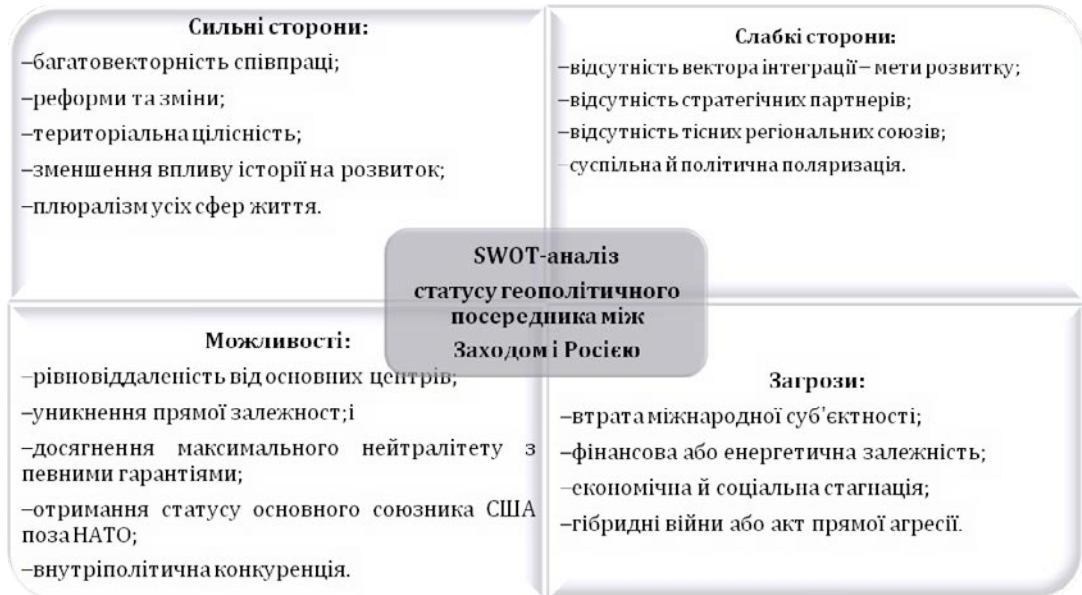 Сильні сторони:
–багатовекторність співпраці;
–реформи та зміни;
–територіальна цілісність;
–зменшення впливу історії на розвиток;
–плюралізм усіх сфер життя.
Слабкі сторони:
–відсутність вектора інтеграції – мети розвитку;
–відсутність стратегічних партнерів;
–відсутність тісних регіональних союзів;
–суспільна й політична поляризація.
SWOT-аналіз
статусу геополітичного
посередника між
Заходом і Росією
Можливості:
–рівновіддаленість від основних центрів;
–уникнення прямої залежност;і
–досягнення максимального нейтралітету з
певними гарантіями;
–отримання статусу основного союзника США
поза НАТО;
–внутріполітична конкуренція.
Загрози:
–втрата міжнародної суб'єктності;
–фінансова або енергетична залежність;
–економічна й соціальна стагнація;
–гібридні війни або акт прямої агресії.